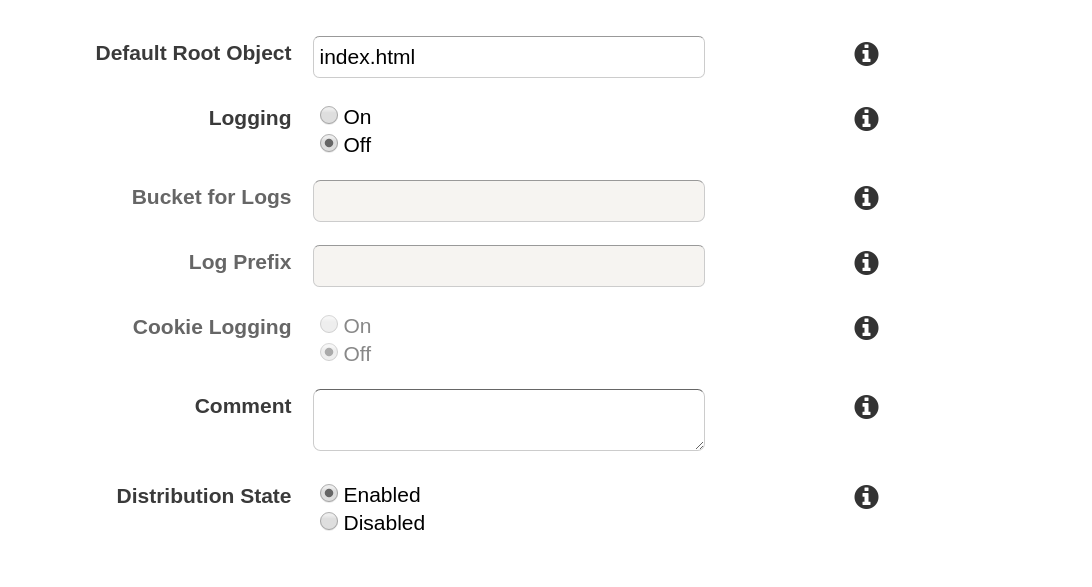 Default Root Object index.html
Logging On
Off
Bucket for Logs
Log Prefix
Cookie Logging On
Off
Comment
Distribution State Enabled
Disabled